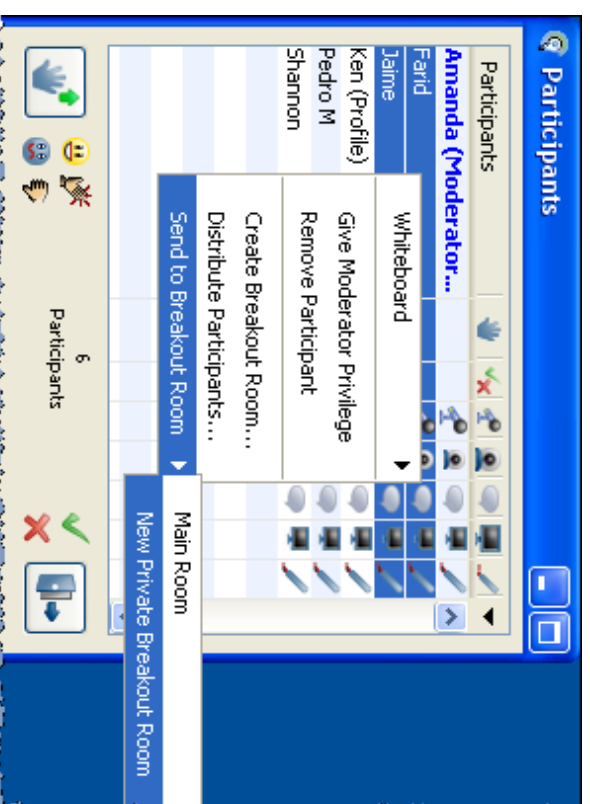 Participants
Participants
Amanda (Moderator...
Farid
Jaime
Ken (Profile)
Pedro M
Shannon
Whiteboard
Give Moderator Privilege
Remove Participant
Create Breakout Room...
Distribute Participants...
Send to Breakout Room
Main Room
New Private Breakout Room
6
Participants